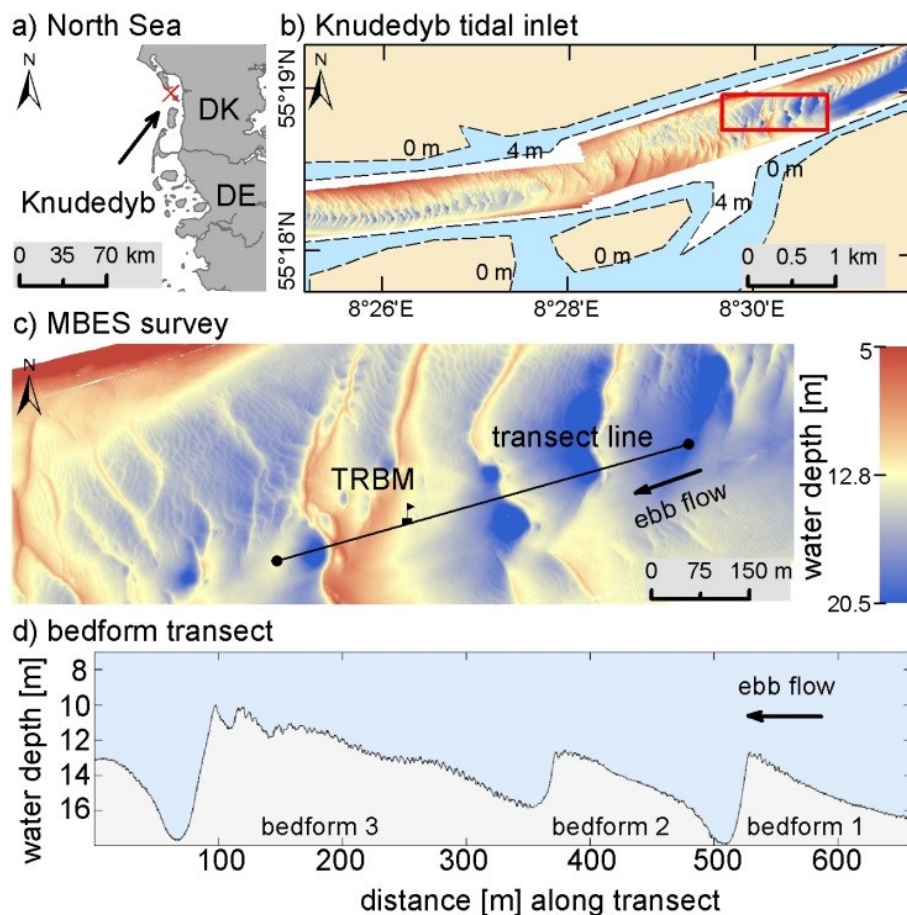 a) North Sea
N
DK
Knudedyb
DE
0 35 70 km
b) Knudedyb tidal inlet
N
55°19'N
55°18'N
0 m
4 m
0 m
4 m
0 m
0 m
0 0.5 1 km
8°26'E
8°28'E
8°30'E
c) MBES survey
N
transect line
TRBM
ebb flow
0 75 150 m
water depth [m]
5
12.8
20.5
d) bedform transect
water depth [m]
8
10
12
14
16
ebb flow
bedform 3
bedform 2
bedform 1
100 200 300 400 500 600
distance [m] along transect